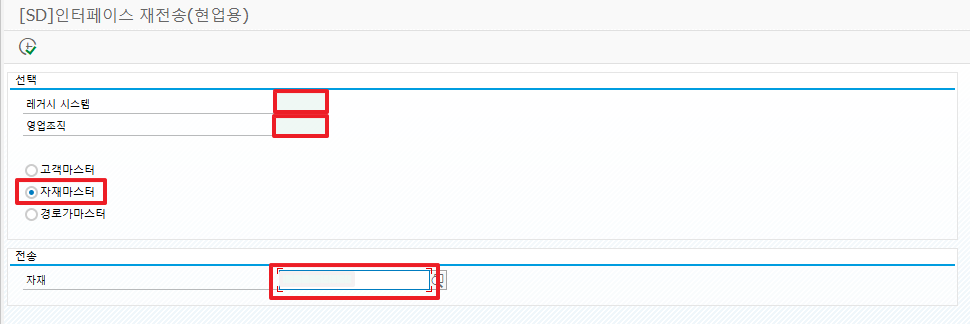 [SD]인터페이스 재전송(현업용)
선택
레거시 시스템
영업조직
고객마스터
자재마스터
경로가마스터
전송
자재